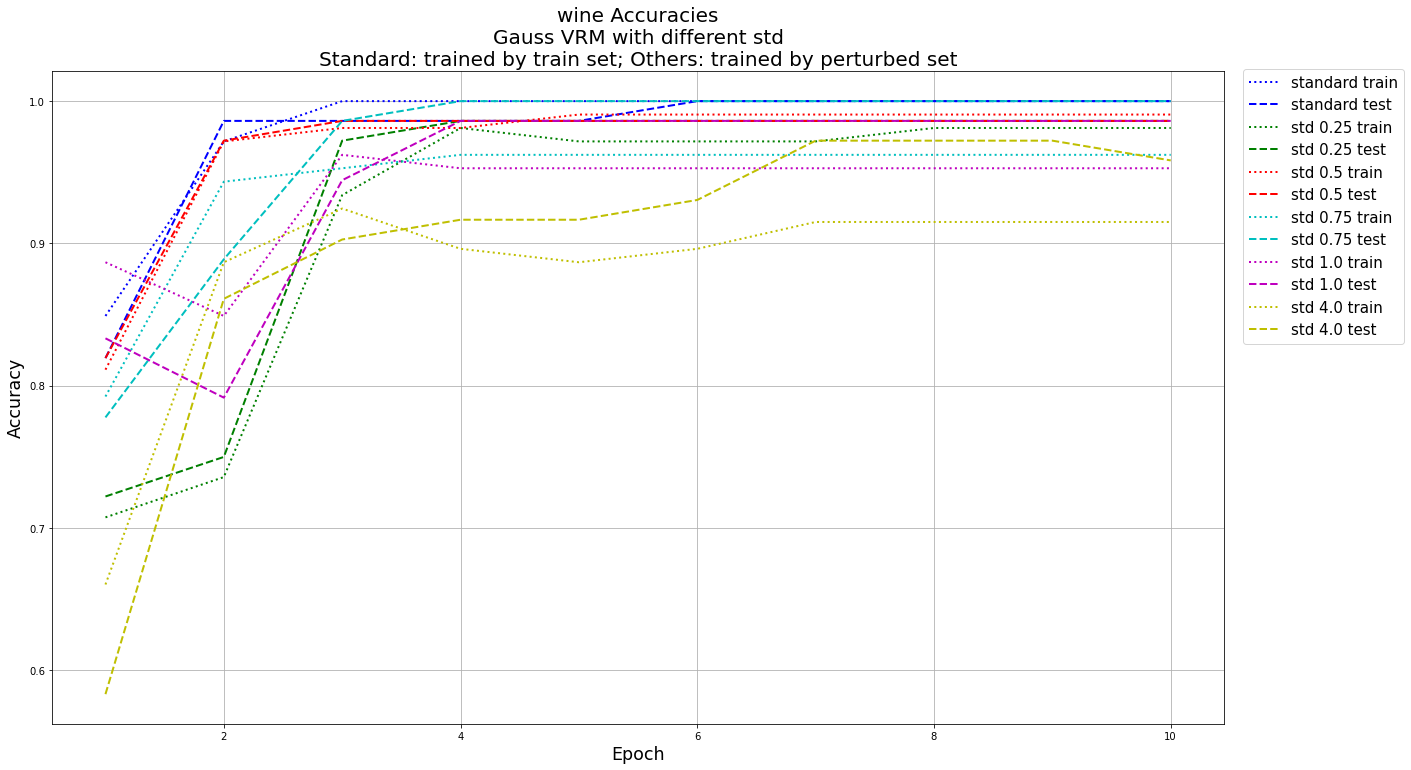 wine Accuracies
Gauss VRM with different std
Standard: trained by train set; Others: trained by perturbed set
1.0
0.9
0.8
0.7
0.6
Accuracy
2
4
6
8
10
Epoch
standard train
standard test
std 0.25 train
std 0.25 test
std 0.5 train
std 0.5 test
std 0.75 train
std 0.75 test
std 1.0 train
std 1.0 test
std 4.0 train
std 4.0 test